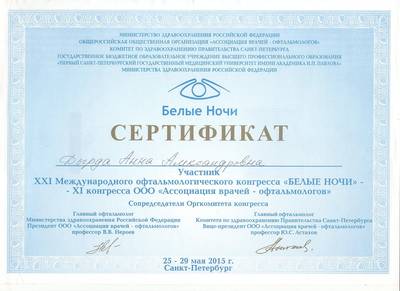 МИНИСТЕРСТВО ЗДРАВООХРАНЕНИЯ РОССИЙСКОЙ ФЕДЕРАЦИИ
ОБЩЕРОССИЙСКАЯ ОБЩЕСТВЕННАЯ ОРГАНИЗАЦИЯ «АССОЦИАЦИЯ ВРАЧЕЙ - ОФТАЛЬМОЛОГОВ»
КОМИТЕТ ПО ЗДРАВООХРАНЕНИЮ ПРАВИТЕЛЬСТВА САНКТ-ПЕТЕРБУРГА
ГОСУДАРСТВЕННОЕ БЮДЖЕТНОЕ ОБРАЗОВАТЕЛЬНОЕ УЧРЕЖДЕНИЕ ВЫСШЕГО ПРОФЕССИОНАЛЬНОГО ОБРАЗОВАНИЯ
"ПЕРВЫЙ САНКТ-ПЕТЕРБУРГСКИЙ ГОСУДАРСТВЕННЫЙ МЕДИЦИНСКИЙ УНИВЕРСИТЕТ ИМЕНИ АКАДЕМИКА И.П. ПАВЛОВА"
МИНИСТЕРСТВА ЗДРАВООХРАНЕНИЯ РОССИЙСКОЙ ФЕДЕРАЦИИ
Белые Ночи
СЕРТИФИКАТ
Анна Александровна
Участник
XXI Международного офтальмологического конгресса «БЕЛЫЕ НОЧИ» -
- XI конгресса ООО «Ассоциация врачей - офтальмологов»
Сопредседатели Оргкомитета конгресса
Главный офтальмолог
Министерства здравоохранения Российской Федерации
Президент ООО «Ассоциация врачей - офтальмологов»
профессор В.В. Нероев
Главный офтальмолог
Комитета по здравоохранению Правительства Санкт-Петербурга
Вице-президент ООО «Ассоциация врачей - офтальмологов»
профессор Ю.С. Астахов
25 - 29 мая 2015 г.
Санкт-Петербург